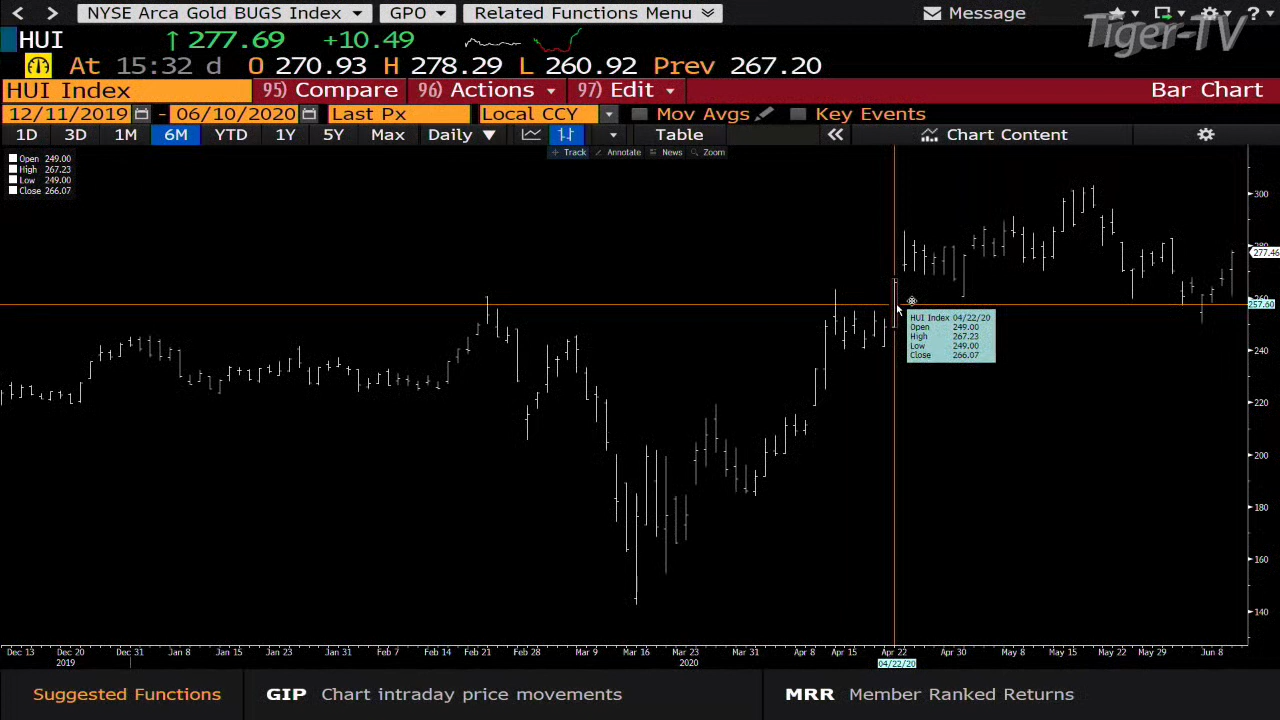 NYSE Arca Gold BUGS Index GPO Related Functions Menu Message ?
Tiger-TV
HUI ↑ 277.69 +10.49
At 15:32 d O 270.93 H 278.29 L 260.92 Prev 267.20
HUI Index 95) Compare 96) Actions 97) Edit Bar Chart
12/11/2019 - 06/10/2020 Last Px Local CCY Mov Avgs Key Events
1D 3D 1M 6M YTD 1Y 5Y Max Daily ▼ Table « Chart Content
+ Track Annotate News Zoom
Open 249.00
High 267.23
Low 249.00
Close 266.07
300
280
277.46
260
257.60
HUI Index 04/22/20
Open 249.00
High 267.23
Low 249.00
Close 266.07
240
220
200
180
160
140
Dec 13 Dec 20 Dec 31 Jan 8 Jan 15 Jan 23 Jan 31 Feb 7 Feb 14 Feb 21 Feb 28 Mar 9 Mar 16 Mar 23 Mar 31 Apr 8 Apr 15 Apr 22 Apr 30 May 8 May 15 May 22 May 29 Jun 8
2019 2020 04/22/20
Suggested Functions GIP Chart intraday price movements MRR Member Ranked Returns